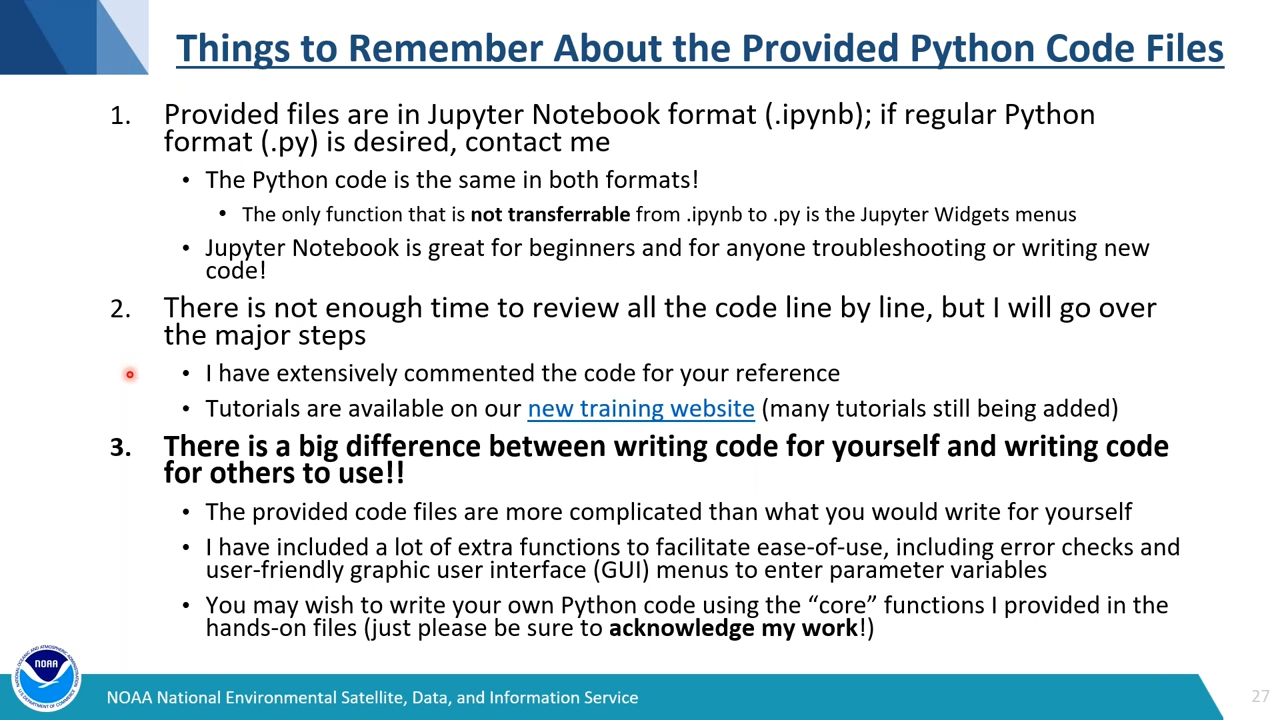 Things to Remember About the Provided Python Code Files
1. Provided files are in Jupyter Notebook format (.ipynb); if regular Python
format (.py) is desired, contact me
• The Python code is the same in both formats!
• The only function that is not transferrable from .ipynb to .py is the Jupyter Widgets menus
• Jupyter Notebook is great for beginners and for anyone troubleshooting or writing new
code!
2. There is not enough time to review all the code line by line, but I will go over
the major steps
• I have extensively commented the code for your reference
• Tutorials are available on our new training website (many tutorials still being added)
3. There is a big difference between writing code for yourself and writing code
for others to use!!
• The provided code files are more complicated than what you would write for yourself
• I have included a lot of extra functions to facilitate ease-of-use, including error checks and
user-friendly graphic user interface (GUI) menus to enter parameter variables
• You may wish to write your own Python code using the “core” functions I provided in the
hands-on files (just please be sure to acknowledge my work!)
NOAA
NOAA National Environmental Satellite, Data, and Information Service
27